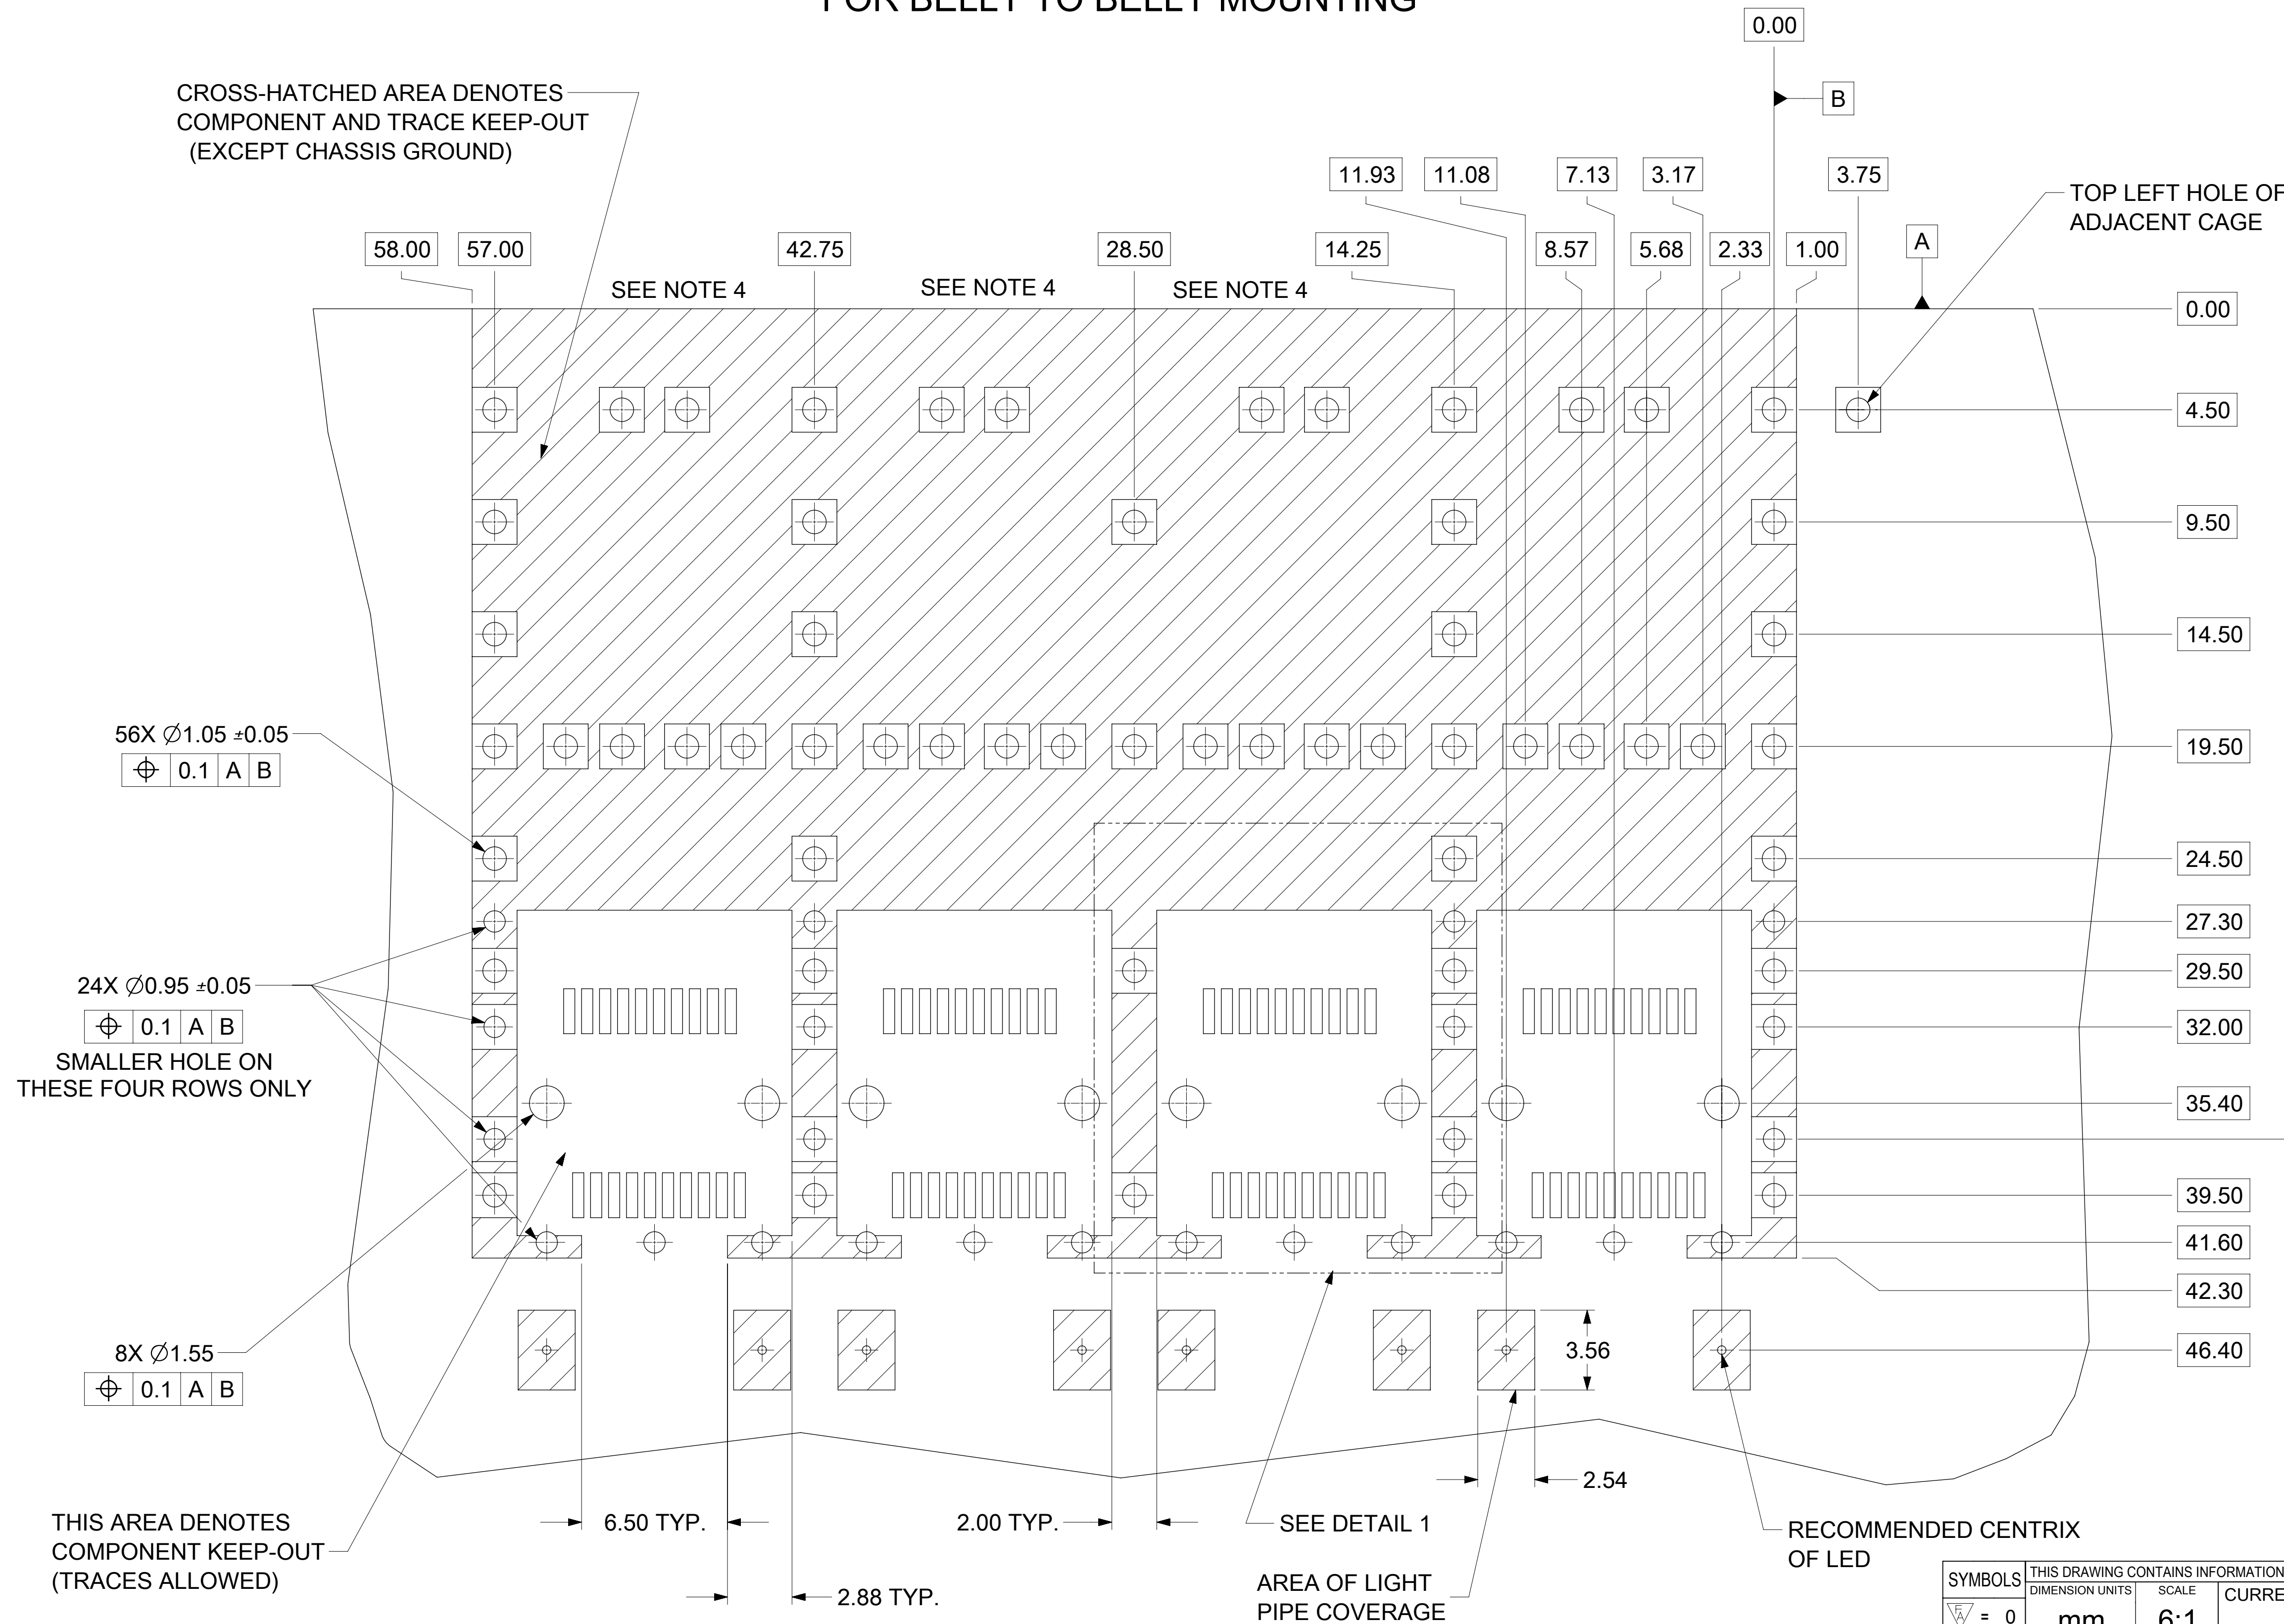 FOR BELLY TO BELLY MOUNTING
0.00
B
CROSS-HATCHED AREA DENOTES
COMPONENT AND TRACE KEEP-OUT
(EXCEPT CHASSIS GROUND)
11.93
11.08
7.13
3.17
3.75
TOP LEFT HOLE OF
ADJACENT CAGE
58.00
57.00
42.75
28.50
14.25
8.57
5.68
2.33
1.00
A
SEE NOTE 4
SEE NOTE 4
SEE NOTE 4
0.00
4.50
9.50
14.50
19.50
24.50
27.30
29.50
32.00
35.40
39.50
41.60
42.30
46.40
56X ∅1.05 ±0.05
⌖ 0.1 A B
24X ∅0.95 ±0.05
⌖ 0.1 A B
SMALLER HOLE ON
THESE FOUR ROWS ONLY
8X ∅1.55
⌖ 0.1 A B
3.56
2.54
THIS AREA DENOTES
COMPONENT KEEP-OUT
(TRACES ALLOWED)
6.50 TYP.
2.00 TYP.
2.88 TYP.
SEE DETAIL 1
AREA OF LIGHT
PIPE COVERAGE
RECOMMENDED CENTRIX
OF LED
SYMBOLS
THIS DRAWING CONTAINS INFORMATION
DIMENSION UNITS
SCALE
CURRE
= 0
mm
6:1